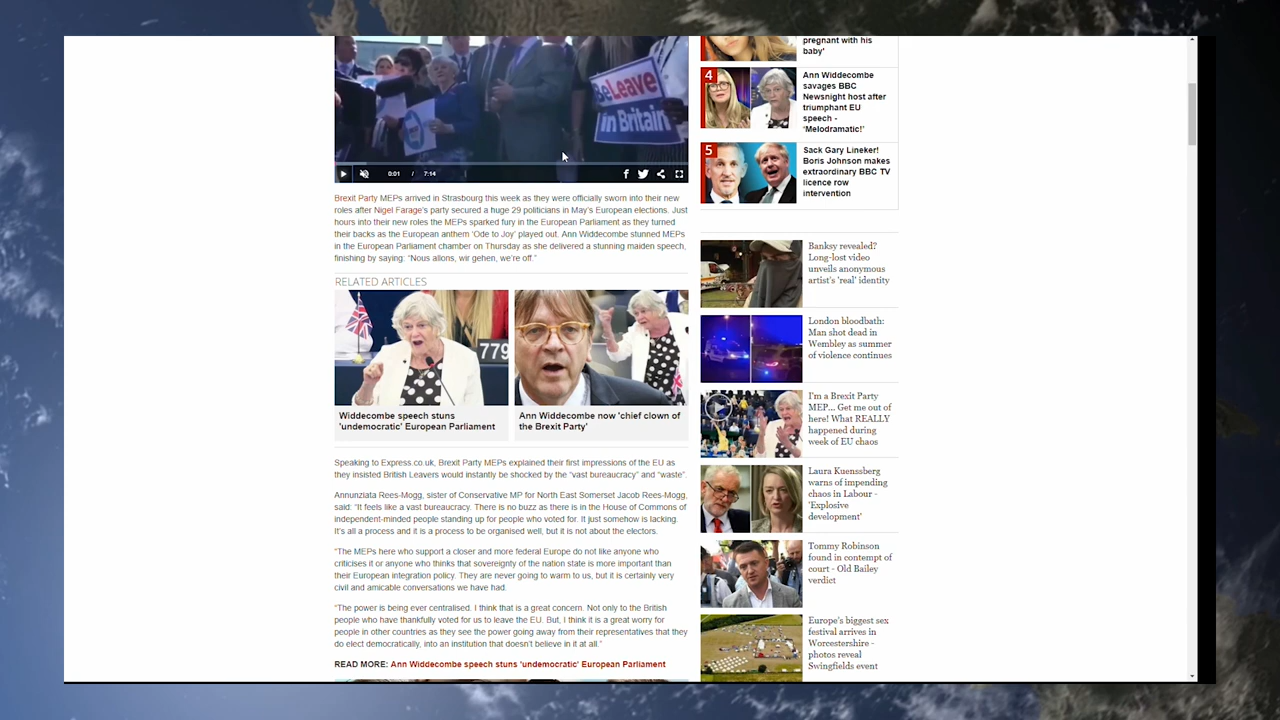 BeLeave
in Britain
0:01 / 7:14
Brexit Party MEPs arrived in Strasbourg this week as they were officially sworn into their new
roles after Nigel Farage's party secured a huge 29 politicians in May's European elections. Just
hours into their new roles the MEPs sparked fury in the European Parliament as they turned
their backs as the European anthem 'Ode to Joy' played out. Ann Widdecombe stunned MEPs
in the European Parliament chamber on Thursday as she delivered a stunning maiden speech,
finishing by saying: "Nous allons, wir gehen, we're off."
RELATED ARTICLES
779
Widdecombe speech stuns
'undemocratic' European Parliament
Ann Widdecombe now 'chief clown of
the Brexit Party'
Speaking to Express.co.uk, Brexit Party MEPs explained their first impressions of the EU as
they insisted British Leavers would instantly be shocked by the "vast bureaucracy" and "waste".
Annunziata Rees-Mogg, sister of Conservative MP for North East Somerset Jacob Rees-Mogg,
said: "It feels like a vast bureaucracy. There is no buzz as there is in the House of Commons of
independent-minded people standing up for people who voted for. It just somehow is lacking.
It's all a process and it is a process to be organised well, but it is not about the electors.
"The MEPs here who support a closer and more federal Europe do not like anyone who
criticises it or anyone who thinks that sovereignty of the nation state is more important than
their European integration policy. They are never going to warm to us, but it is certainly very
civil and amicable conversations we have had.
"The power is being ever centralised. I think that is a great concern. Not only to the British
people who have thankfully voted for us to leave the EU. But, I think it is a great worry for
people in other countries as they see the power going away from their representatives that they
do elect democratically, into an institution that doesn't believe in it at all."
READ MORE: Ann Widdecombe speech stuns 'undemocratic' European Parliament
pregnant with his
baby'
4
Ann Widdecombe
savages BBC
Newsnight host after
triumphant EU
speech -
'Melodramatic!'
5
Sack Gary Lineker!
Boris Johnson makes
extraordinary BBC TV
licence row
intervention
Banksy revealed?
Long-lost video
unveils anonymous
artist's 'real' identity
London bloodbath:
Man shot dead in
Wembley as summer
of violence continues
I'm a Brexit Party
MEP... Get me out of
here! What REALLY
happened during
week of EU chaos
Laura Kuenssberg
warns of impending
chaos in Labour -
'Explosive
development'
Tommy Robinson
found in contempt of
court - Old Bailey
verdict
Europe's biggest sex
festival arrives in
Worcestershire -
photos reveal
Swingfields event